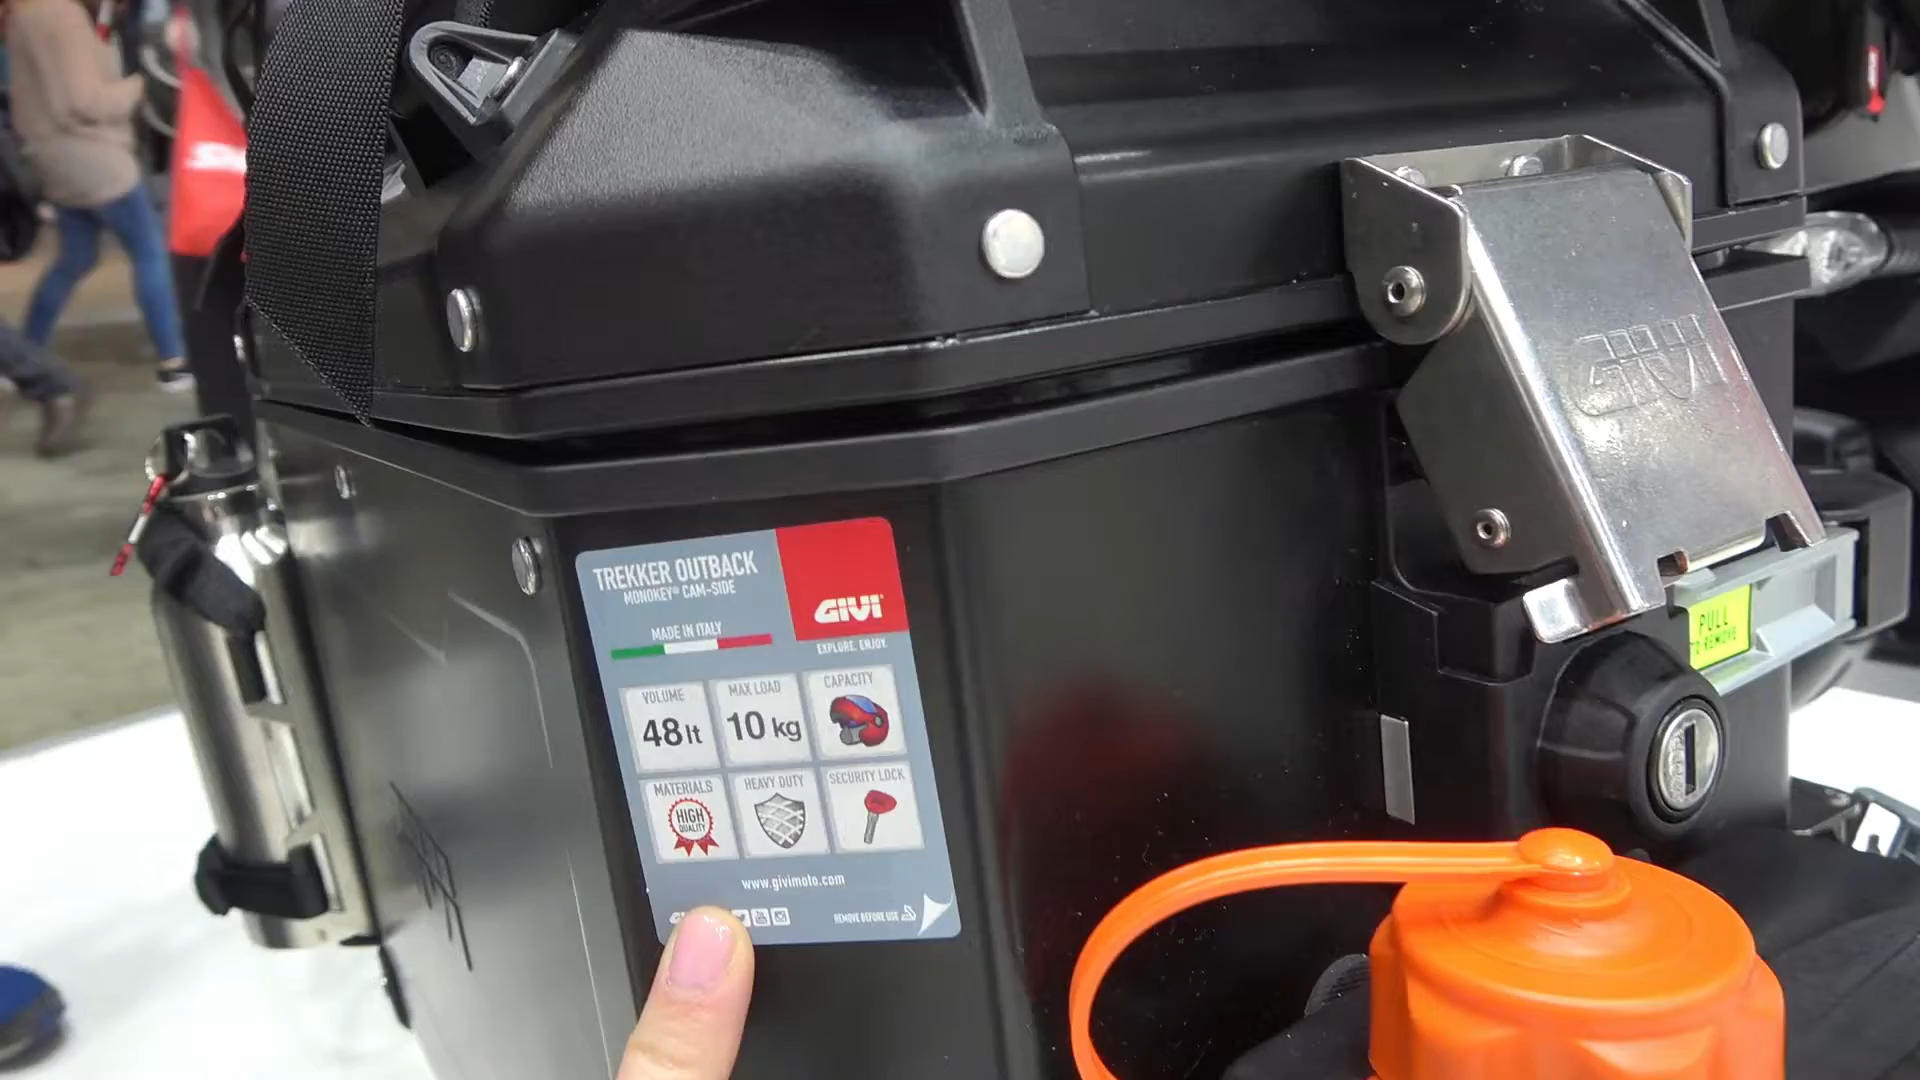 TREKKER OUTBACK
MONOKEY® CAM-SIDE
MADE IN ITALY
GIVI®
EXPLORE. ENJOY.
VOLUME
48lt
MAX LOAD
10 kg
CAPACITY
MATERIALS
HIGH
QUALITY
HEAVY DUTY
SECURITY LOCK
www.givimoto.com
REMOVE BEFORE USE
GIVI
PULL
TO REMOVE